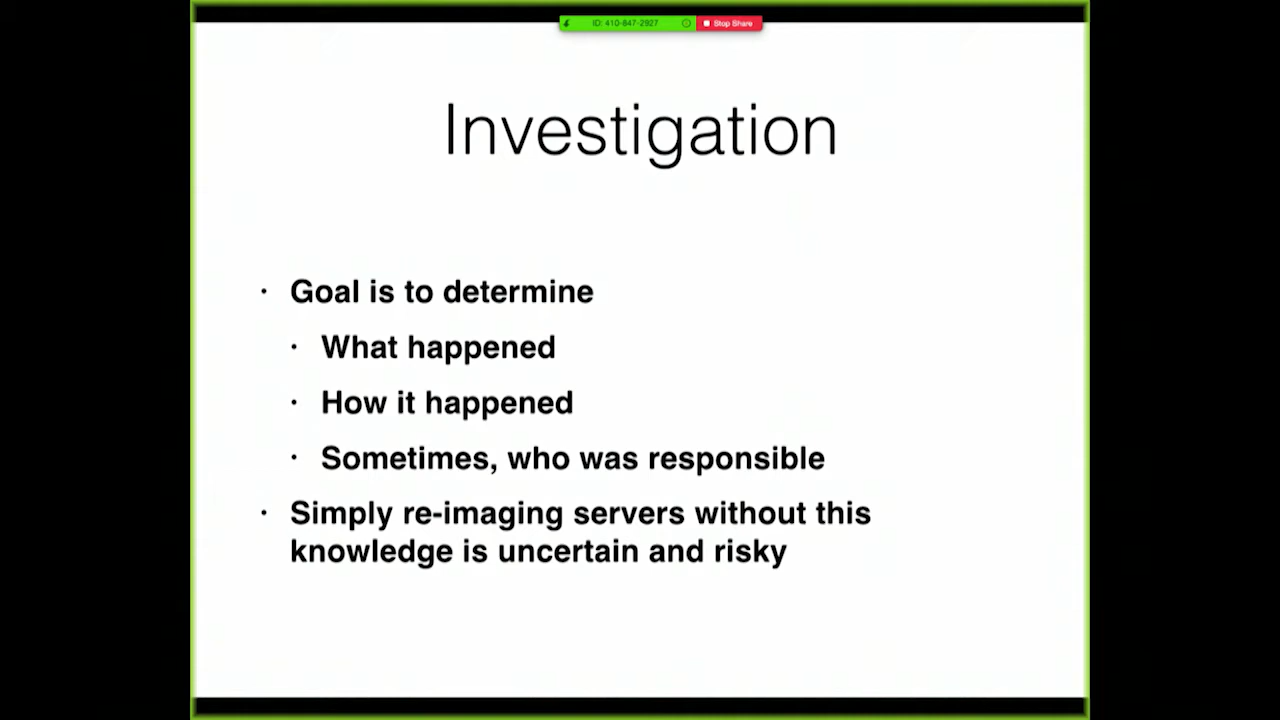 ID: 410-847-2927
Stop Share
Investigation
· Goal is to determine
· What happened
· How it happened
· Sometimes, who was responsible
· Simply re-imaging servers without this
knowledge is uncertain and risky